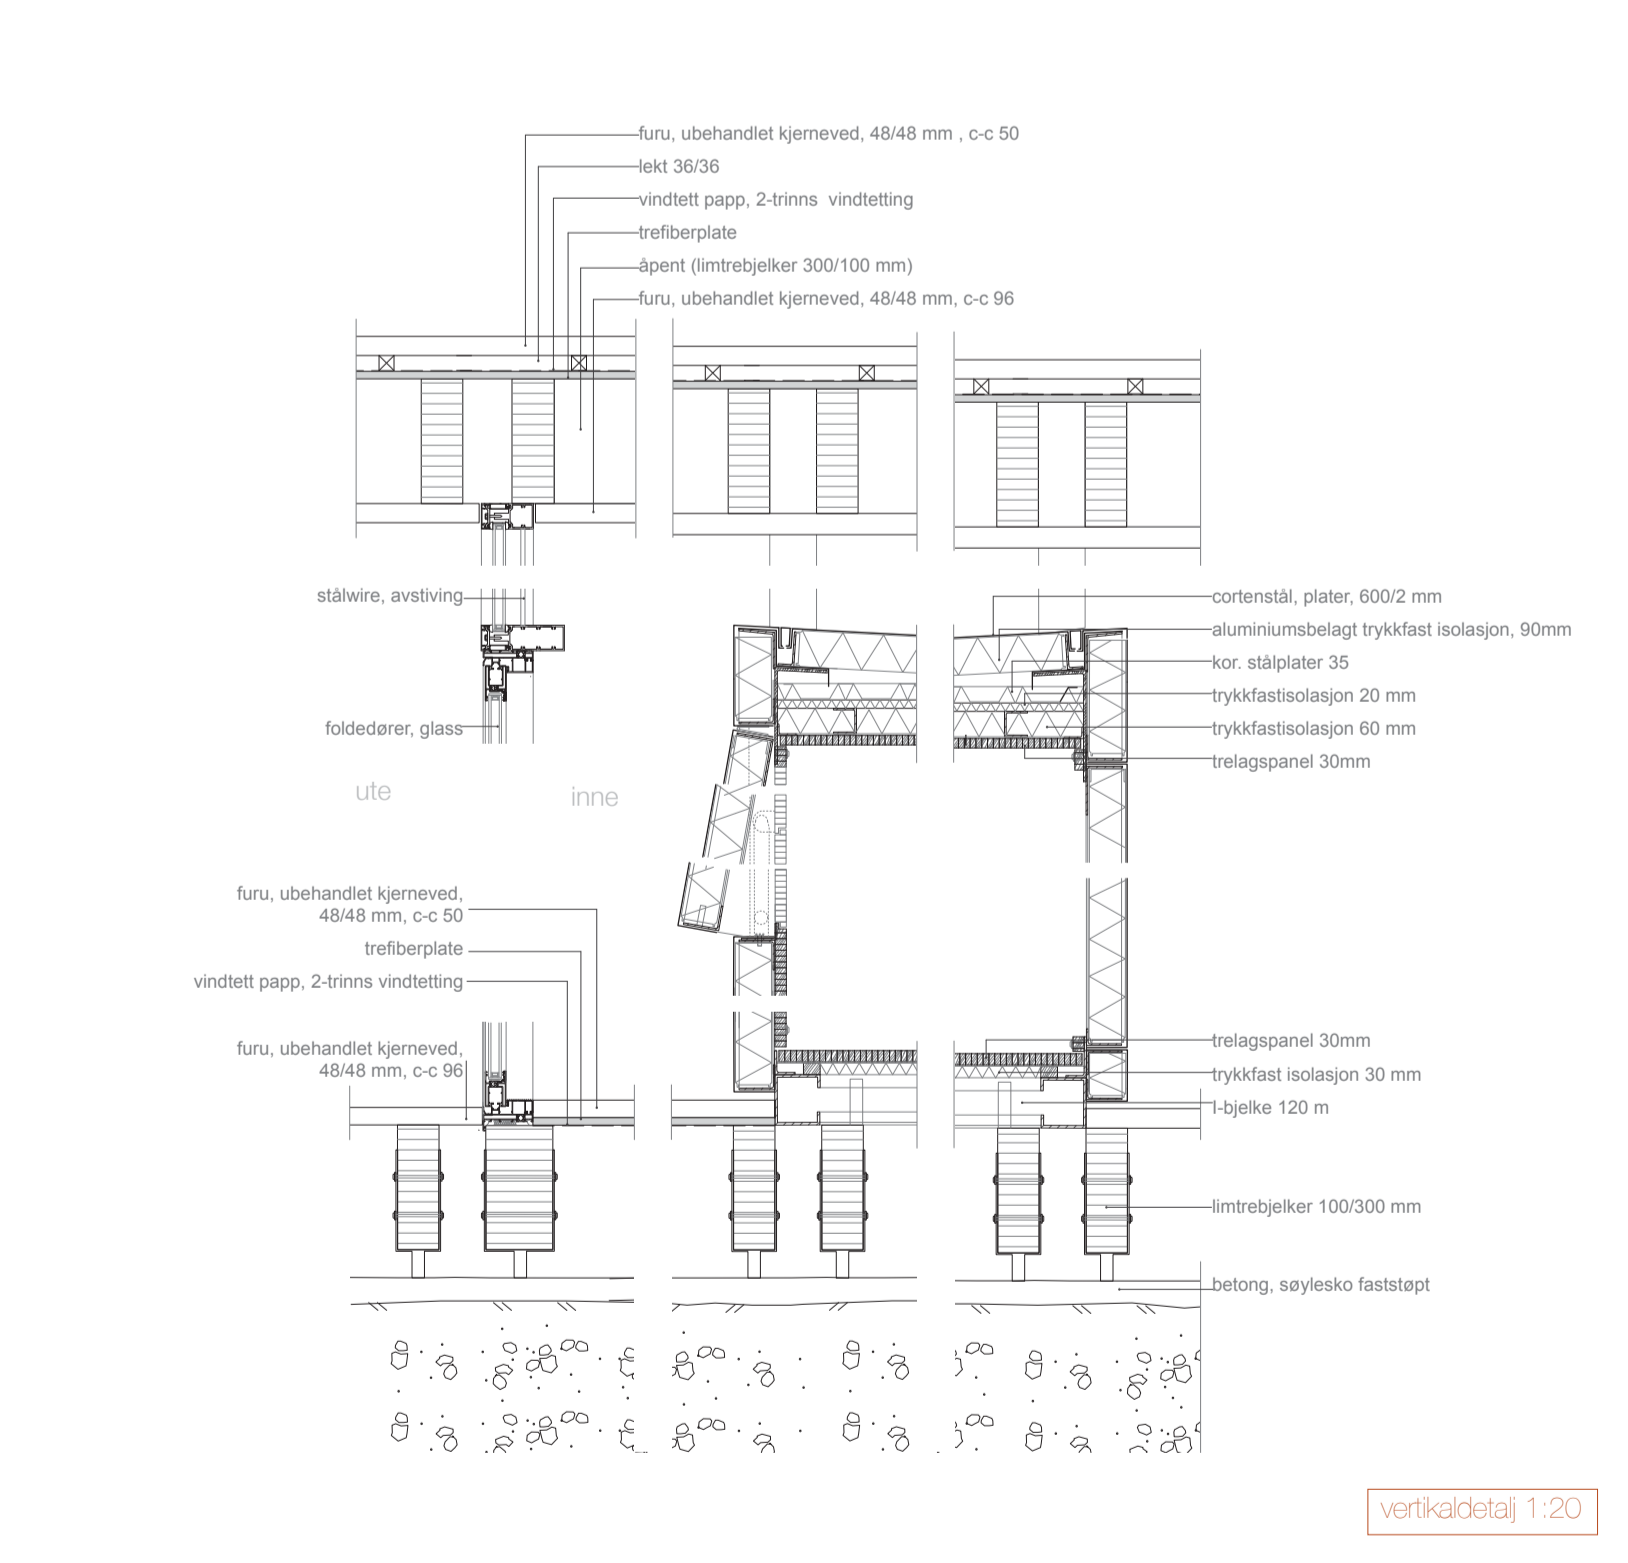 furu, ubehandlet kjerneved, 48/48 mm , c-c 50
lekt 36/36
vindtett papp, 2-trinns vindtetting
trefiberplate
åpent (limtrebjelker 300/100 mm)
furu, ubehandlet kjerneved, 48/48 mm, c-c 96
stålwire, avstiving
foldedører, glass
ute
inne
furu, ubehandlet kjerneved,
48/48 mm, c-c 50
trefiberplate
vindtett papp, 2-trinns vindtetting
furu, ubehandlet kjerneved,
48/48 mm, c-c 96
cortenstål, plater, 600/2 mm
aluminiumsbelagt trykkfast isolasjon, 90mm
kor. stålplater 35
trykkfastisolasjon 20 mm
trykkfastisolasjon 60 mm
trelagspanel 30mm
trelagspanel 30mm
trykkfast isolasjon 30 mm
I-bjelke 120 m
limtrebjelker 100/300 mm
betong, søylesko faststøpt
vertikaldetalj 1:20